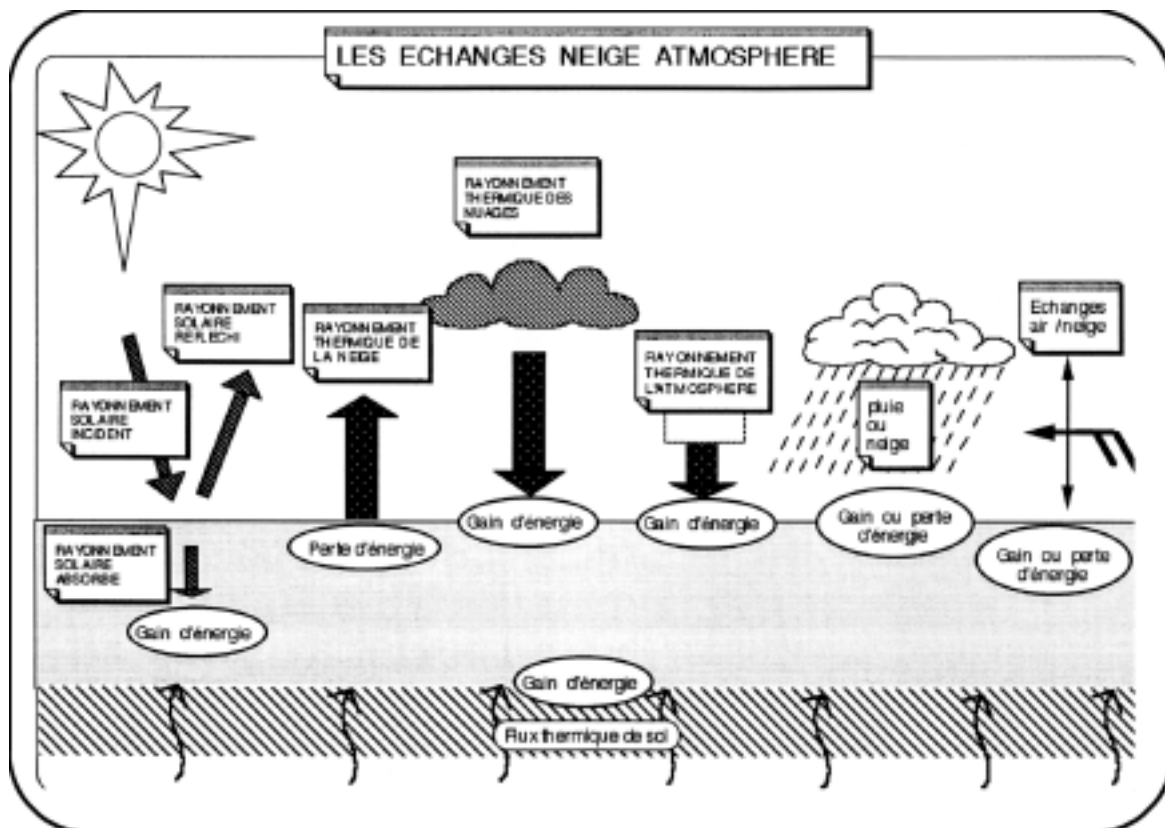 LES ECHANGES NEIGE ATMOSPHERE
RAYONNEMENT
THERMIQUE DES
NUAGES
RAYONNEMENT
SOLAIRE
REFLECHI
RAYONNEMENT
THERMIQUE DE
LA NEIGE
Echanges
air /neige
RAYONNEMENT
THERMIQUE DE
L'ATMOSPHERE
RAYONNEMENT
SOLAIRE
INCIDENT
pluie
ou
neige
Gain d'énergie
Gain d'énergie
Gain ou perte
d'énergie
Perte d'énergie
Gain ou perte
d'énergie
RAYONNEMENT
SOLAIRE
ABSORBE
Gain d'énergie
Gain d'énergie
Flux thermique de sol